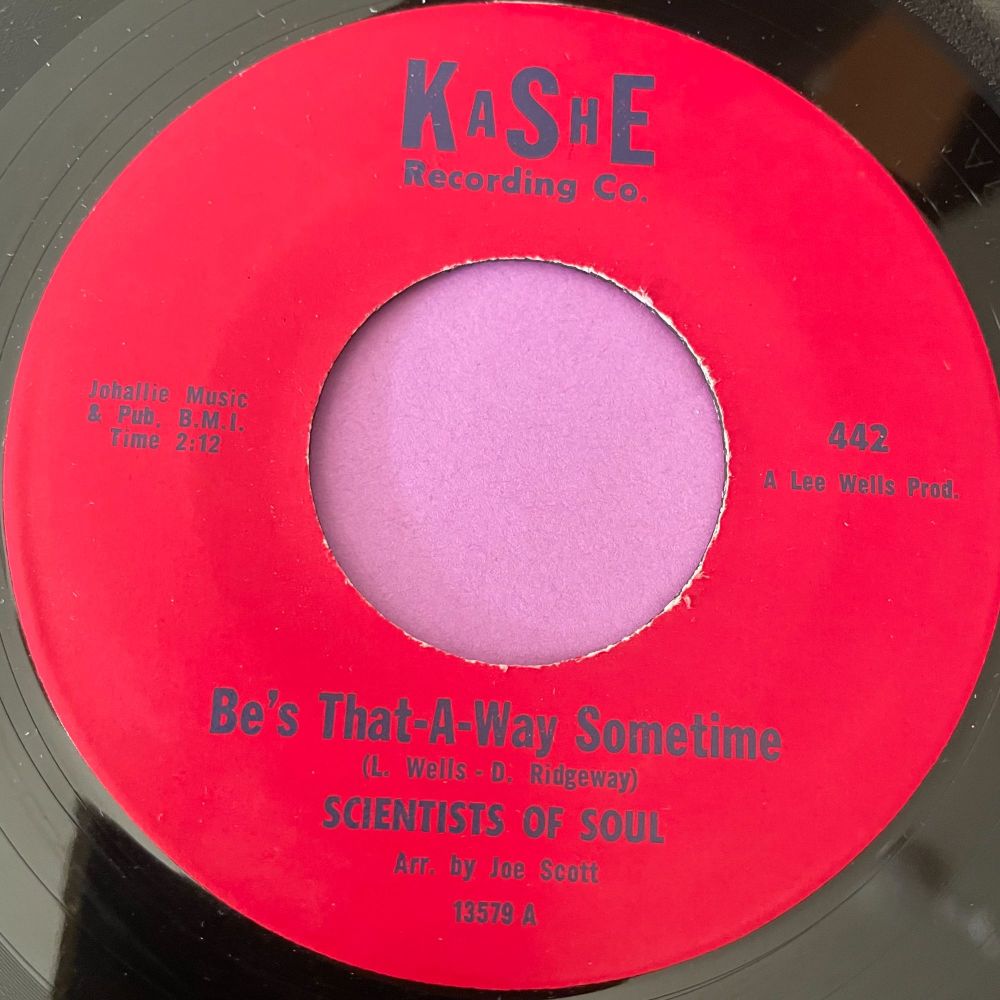 KASHE
Recording Co.
Johallie Music
& Pub. B.M.I.
Time 2:12
442
A Lee Wells Prod.
Be's That-A-Way Sometime
(L. Wells - D. Ridgeway)
SCIENTISTS OF SOUL
Arr. by Joe Scott
13579 A